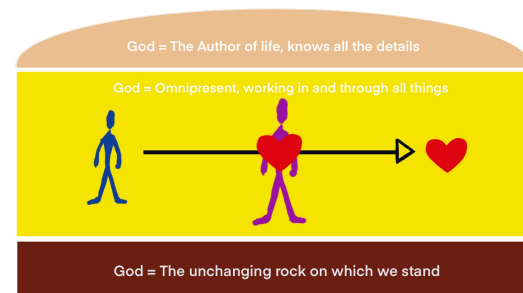 God = The Author of life, knows all the details
God = Omnipresent, working in and through all things
God = The unchanging rock on which we stand